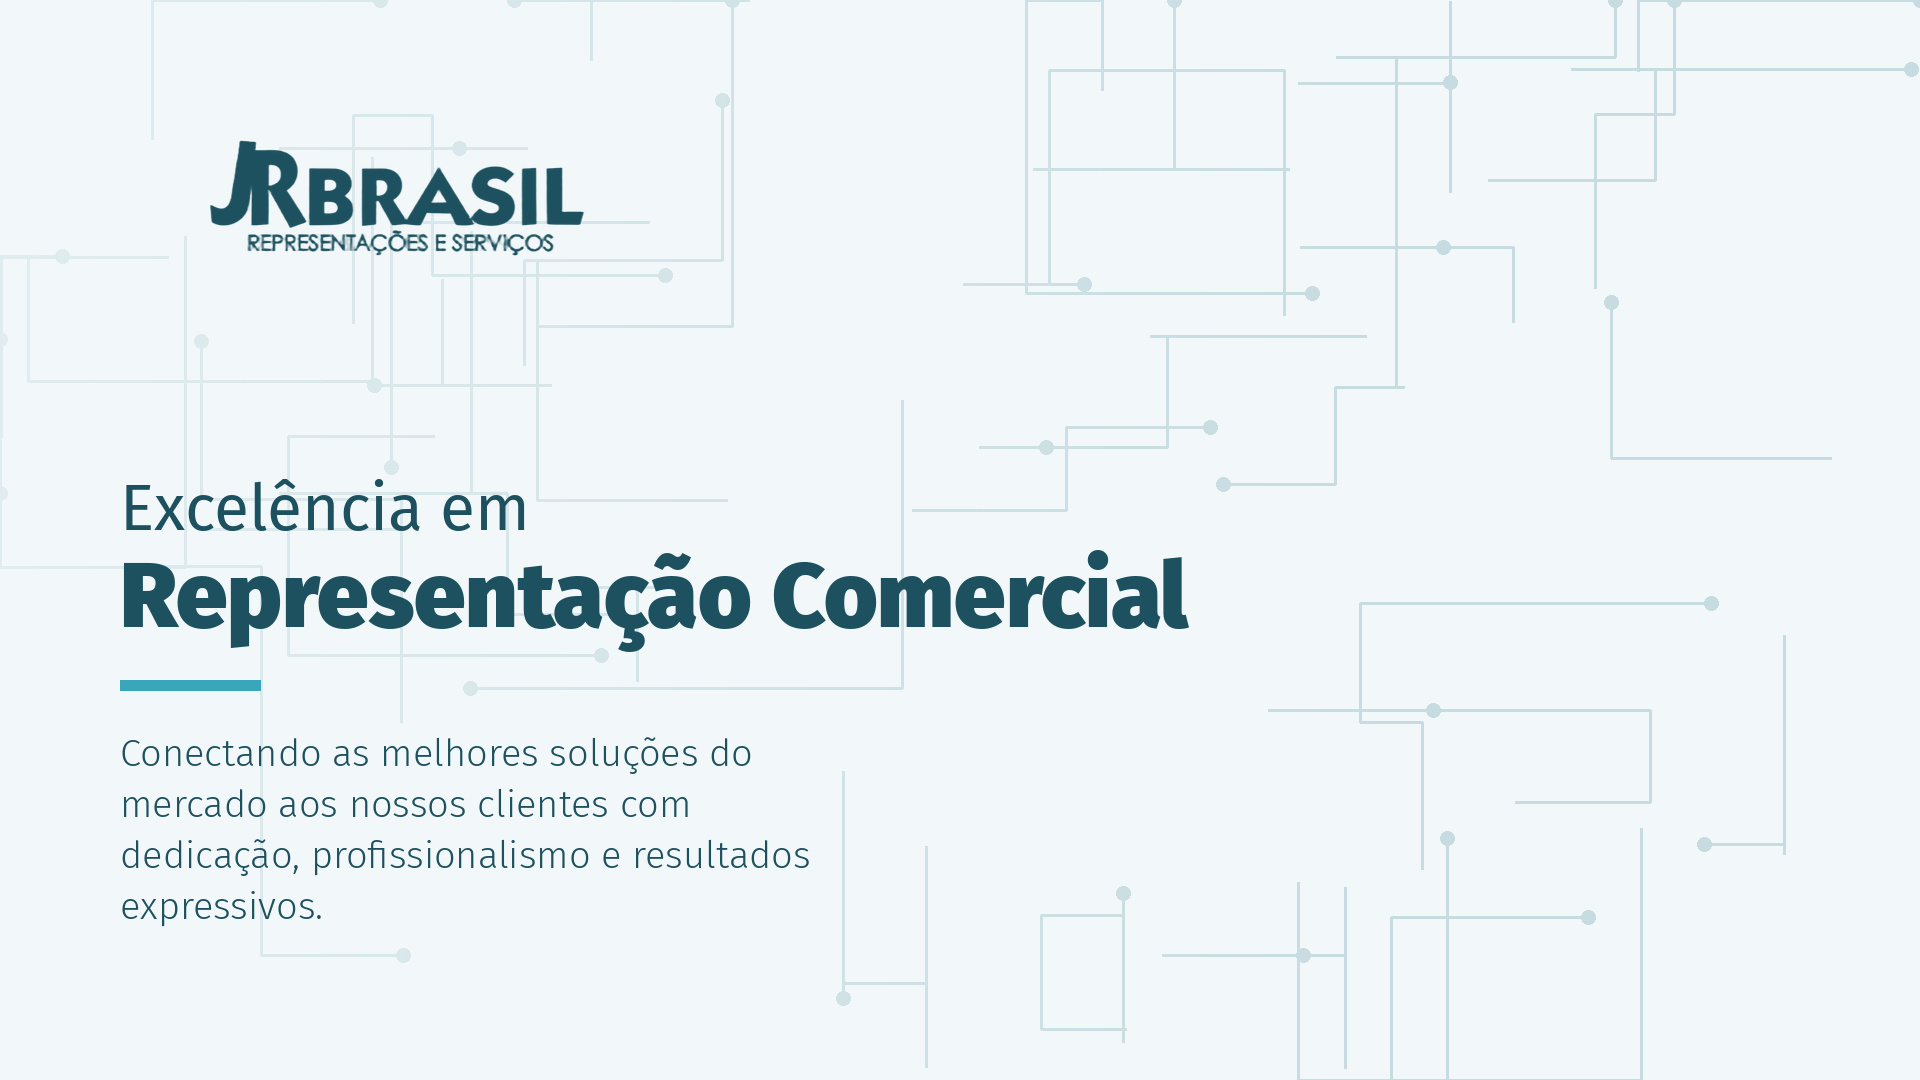 JRBRASIL
REPRESENTAÇÕES E SERVIÇOS
Excelência em
Representação Comercial
Conectando as melhores soluções do
mercado aos nossos clientes com
dedicação, profissionalismo e resultados
expressivos.